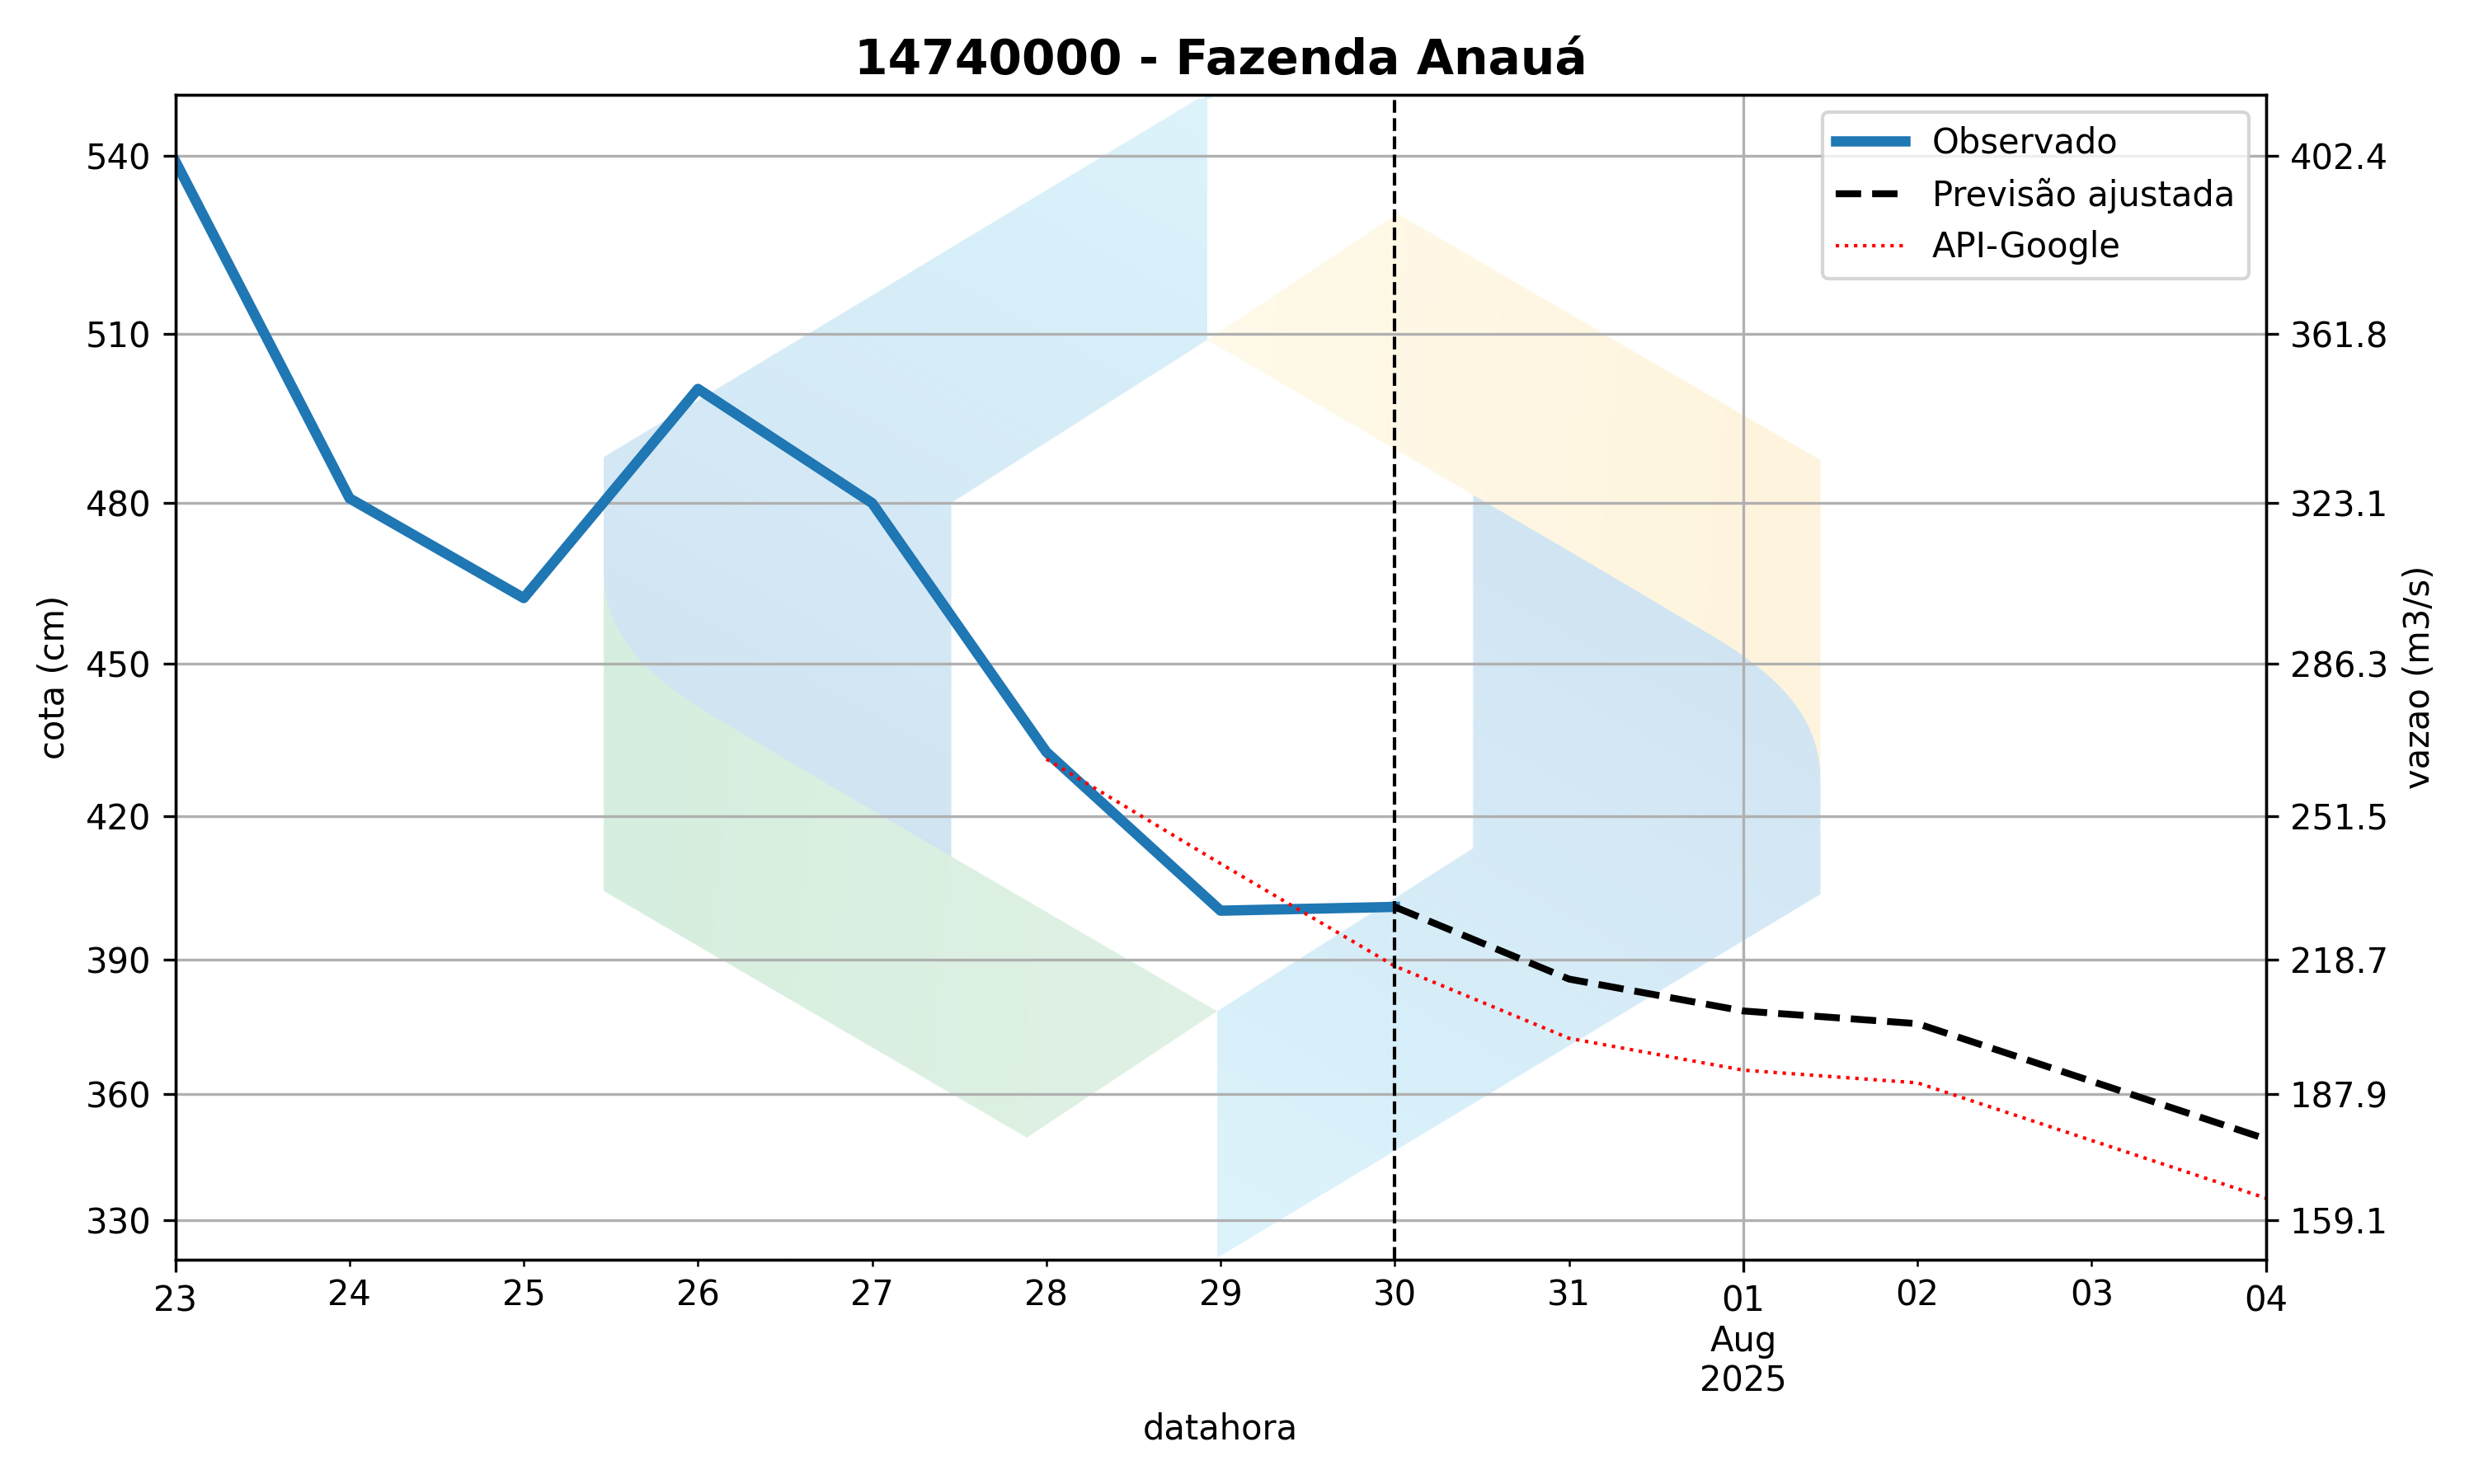 14740000 - Fazenda Anauá
Observado
Previsão ajustada
API-Google
cota (cm)
540
510
480
450
420
390
360
330
402.4
361.8
323.1
286.3
251.5
218.7
187.9
159.1
vazao (m3/s)
23 24 25 26 27 28 29 30 31 01 02 03 04
Aug
2025
datahora